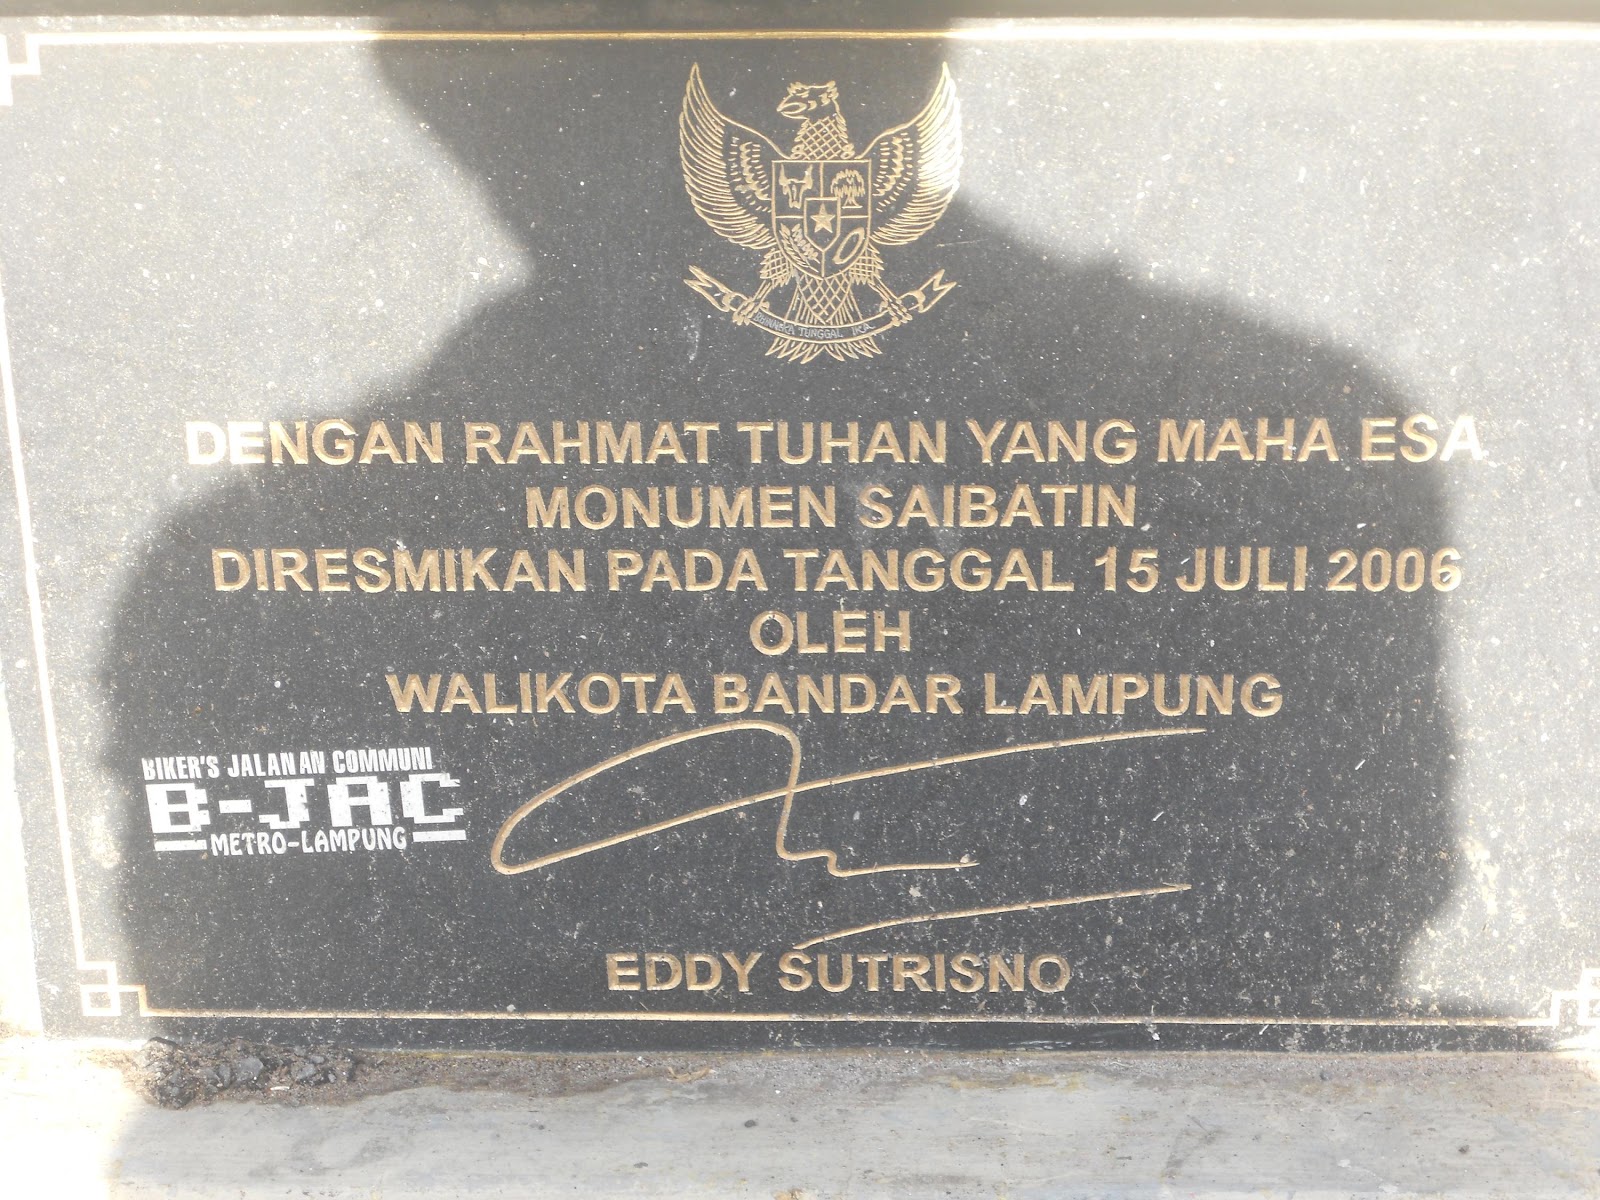 BHINNEKA TUNGGAL IKA
DENGAN RAHMAT TUHAN YANG MAHA ESA
MONUMEN SAIBATIN
DIRESMIKAN PADA TANGGAL 15 JULI 2006
OLEH
WALIKOTA BANDAR LAMPUNG
BIKER'S JALANAN COMMUNI
B-JAC
METRO-LAMPUNG
EDDY SUTRISNO